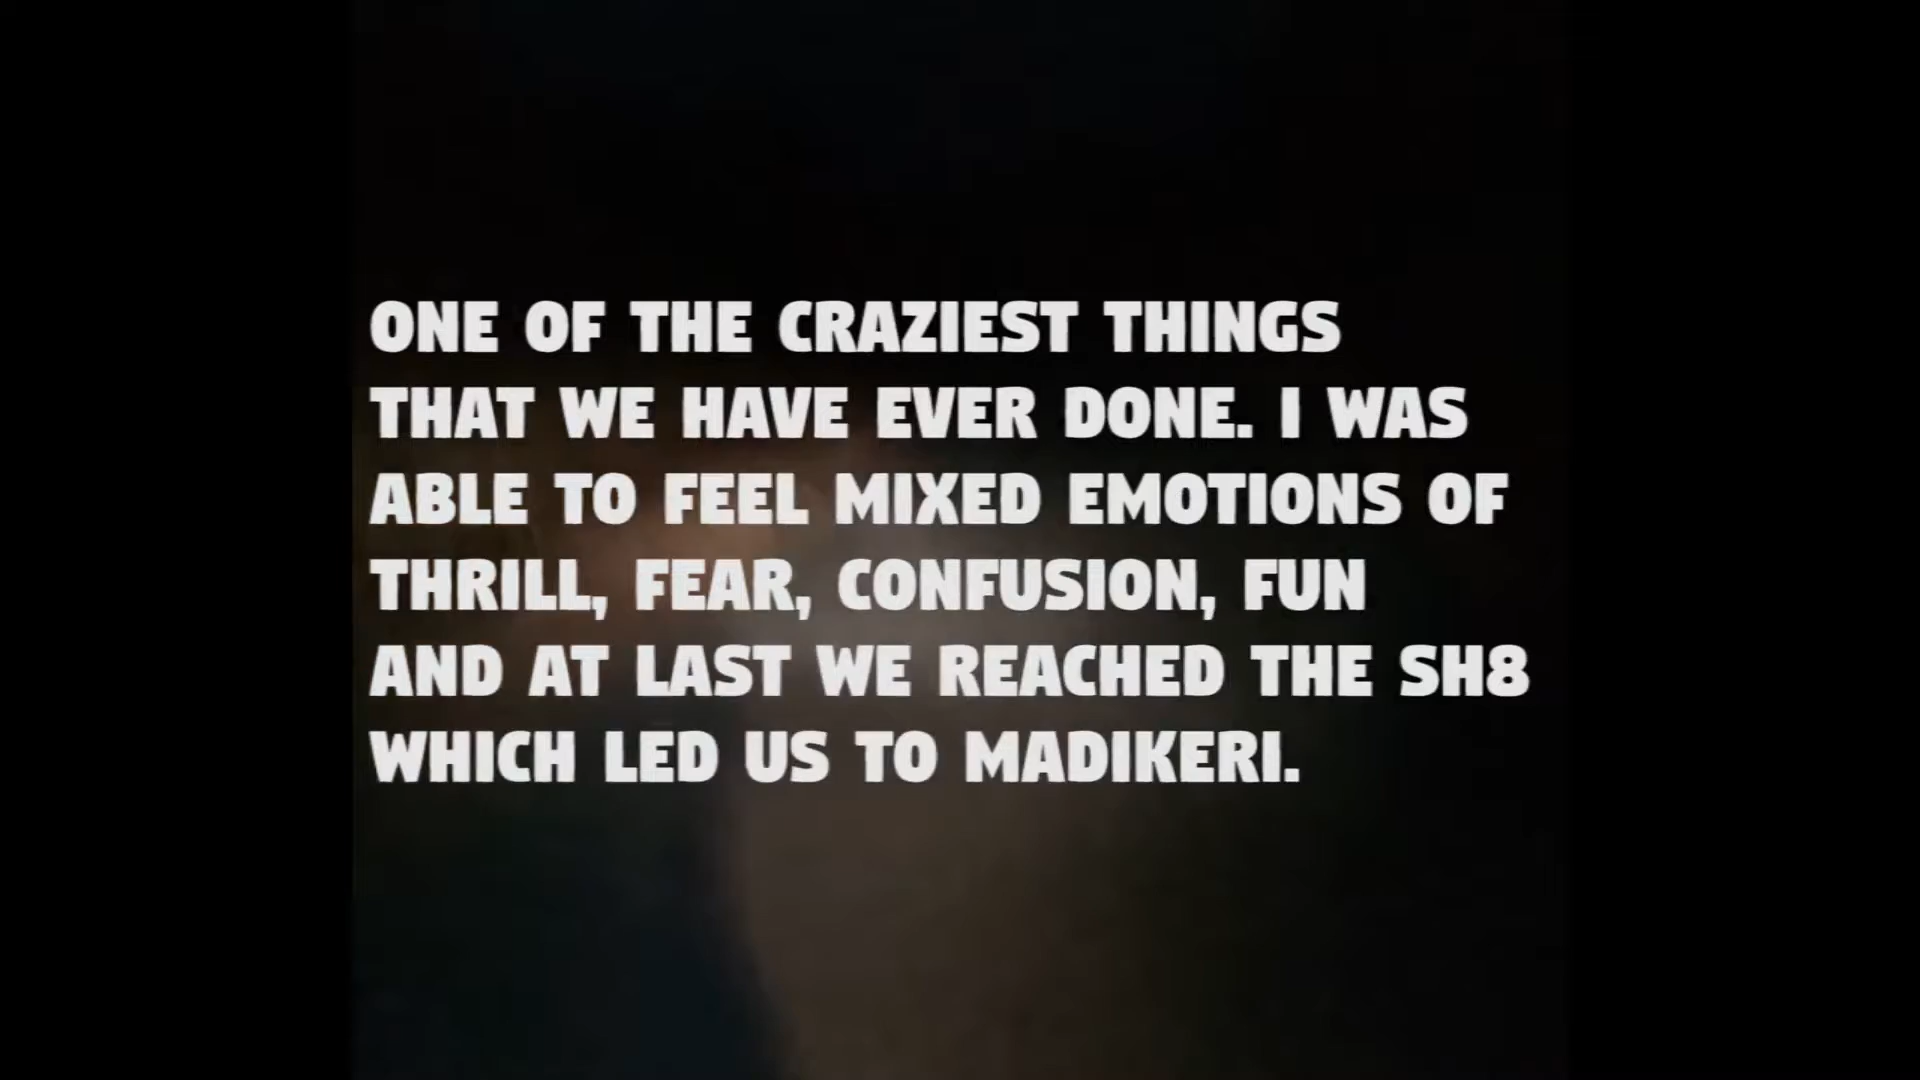 ONE OF THE CRAZIEST THINGS
THAT WE HAVE EVER DONE. I WAS
ABLE TO FEEL MIXED EMOTIONS OF
THRILL, FEAR, CONFUSION, FUN
AND AT LAST WE REACHED THE SH8
WHICH LED US TO MADIKERI.